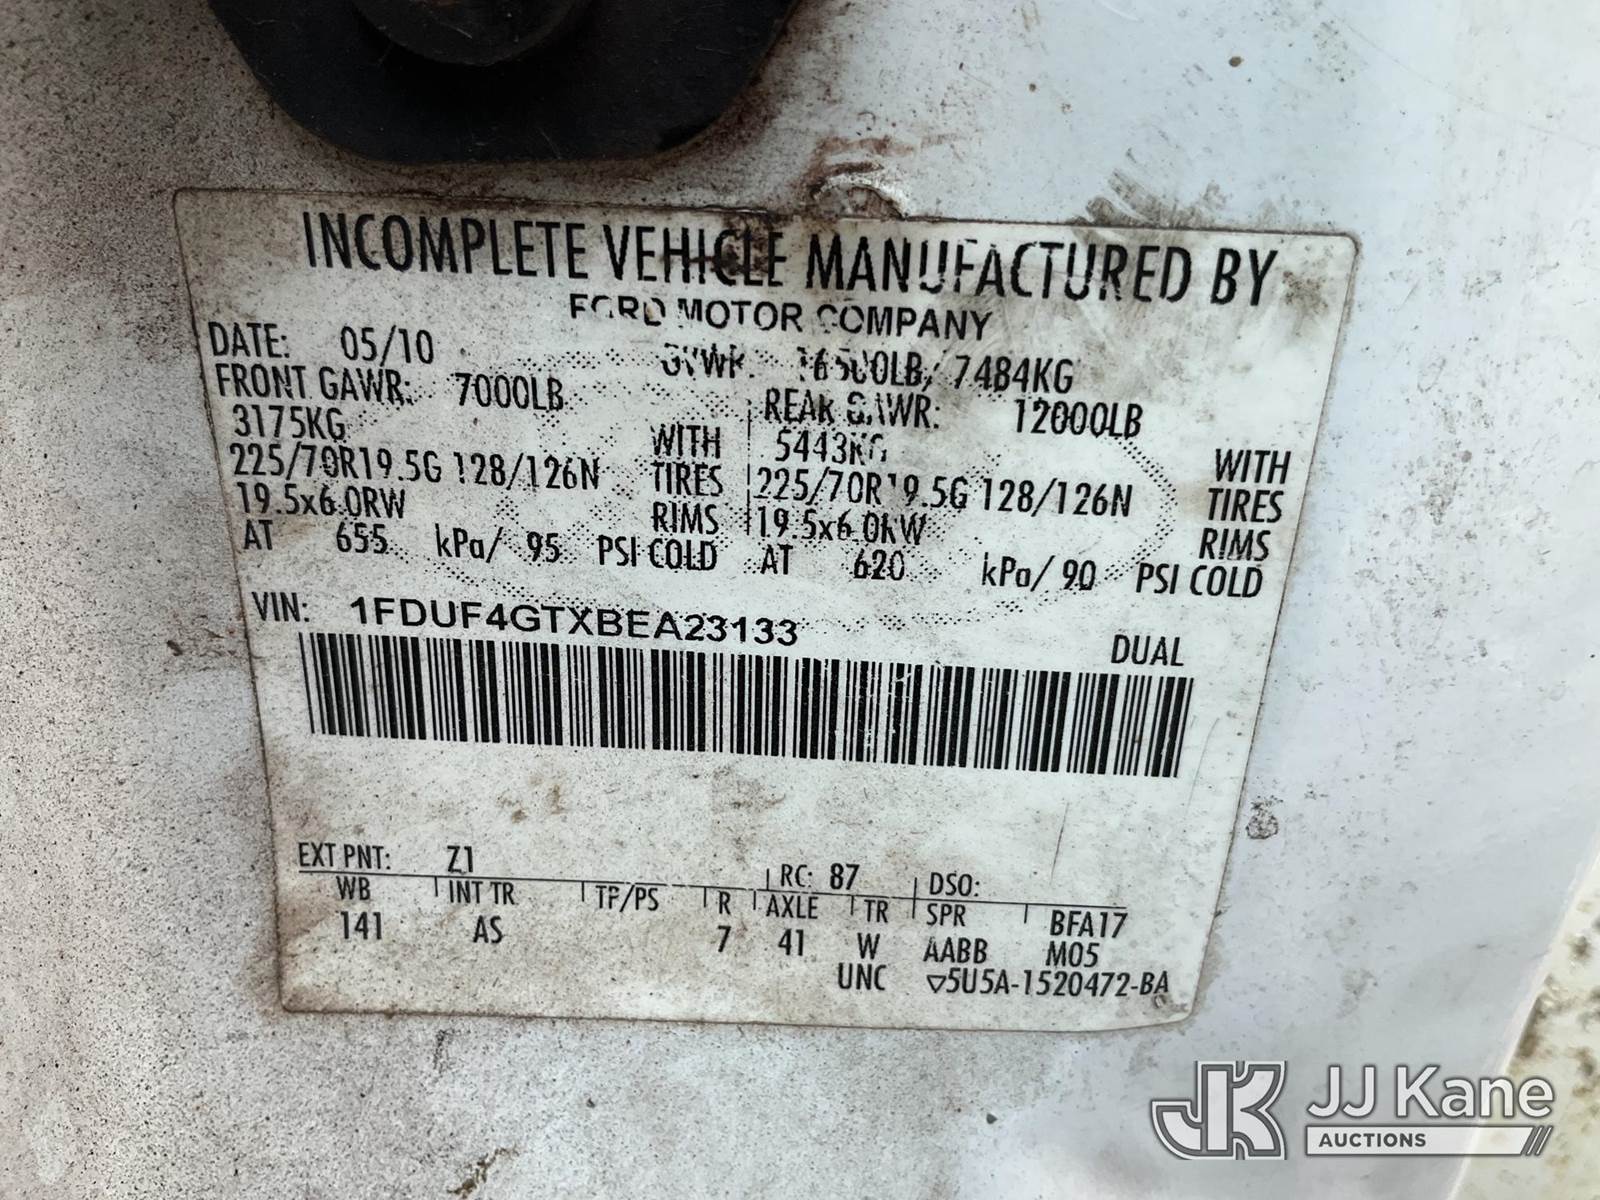 INCOMPLETE VEHICLE MANUFACTURED BY
FORD MOTOR COMPANY
DATE: 05/10 GVWR: 16500LB/ 7484KG
FRONT GAWR: 7000LB REAR GAWR: 12000LB
3175KG WITH 5443KG WITH
225/70R19.5G 128/126N TIRES 225/70R19.5G 128/126N TIRES
19.5x6.0RW RIMS 19.5x6.0RW RIMS
AT 655 kPa/ 95 PSI COLD AT 620 kPa/ 90 PSI COLD
VIN: 1FDUF4GTXBEA23133
DUAL
EXT PNT: Z1 RC: 87 DSO:
WB INT TR TP/PS R AXLE TR SPR BFA17
141 AS 7 41 W AABB M05
UNC ▽5U5A-1520472-BA
JK JJ Kane
AUCTIONS